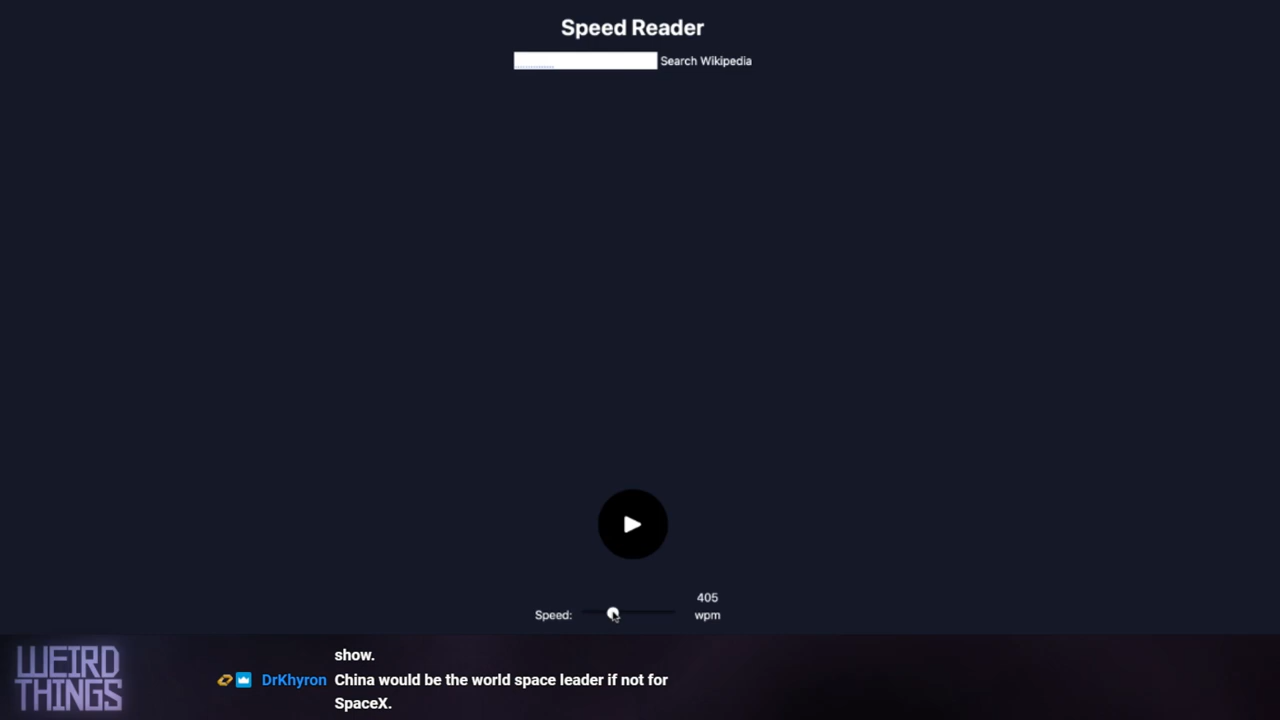 Speed Reader
Search Wikipedia
405
Speed:
wpm
WEIRD
THINGS
show.
DrKhyron China would be the world space leader if not for
SpaceX.